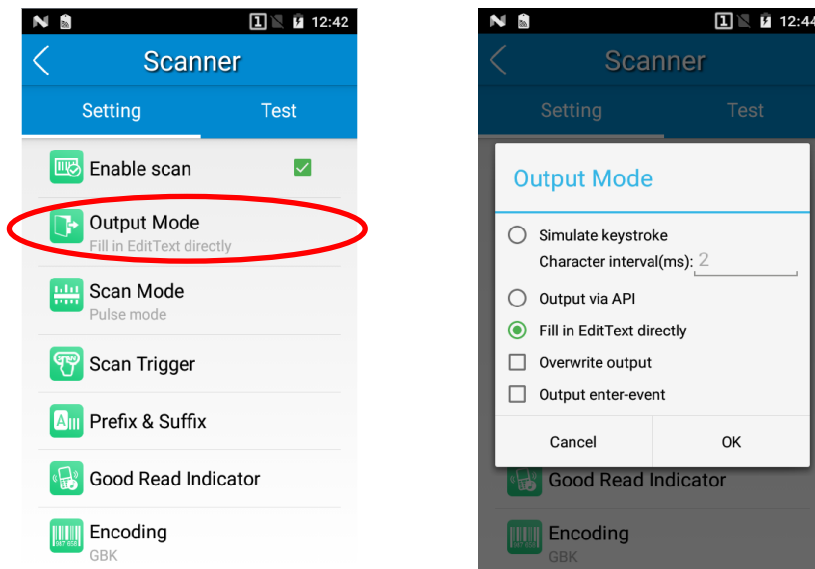 12:42
Scanner
Setting Test
Enable scan
Output Mode
Fill in EditText directly
Scan Mode
Pulse mode
Scan Trigger
Prefix & Suffix
Good Read Indicator
Encoding
GBK
12:44
Scanner
Setting Test
Output Mode
Simulate keystroke
Character interval(ms): 2
Output via API
Fill in EditText directly
Overwrite output
Output enter-event
Cancel OK
Good Read Indicator
Encoding
GBK